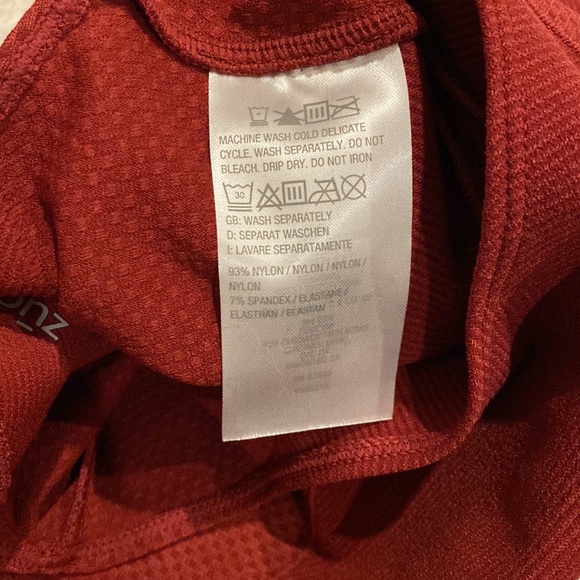 MACHINE WASH COLD DELICATE
CYCLE. WASH SEPARATELY. DO NOT
BLEACH. DRIP DRY. DO NOT IRON
30
GB: WASH SEPARATELY
D: SEPARAT WASCHEN
I: LAVARE SEPARATAMENTE
93% NYLON / NYLON / NYLON /
NYLON
7% SPANDEX / ELASTANE /
ELASTHAN / ELASTAN